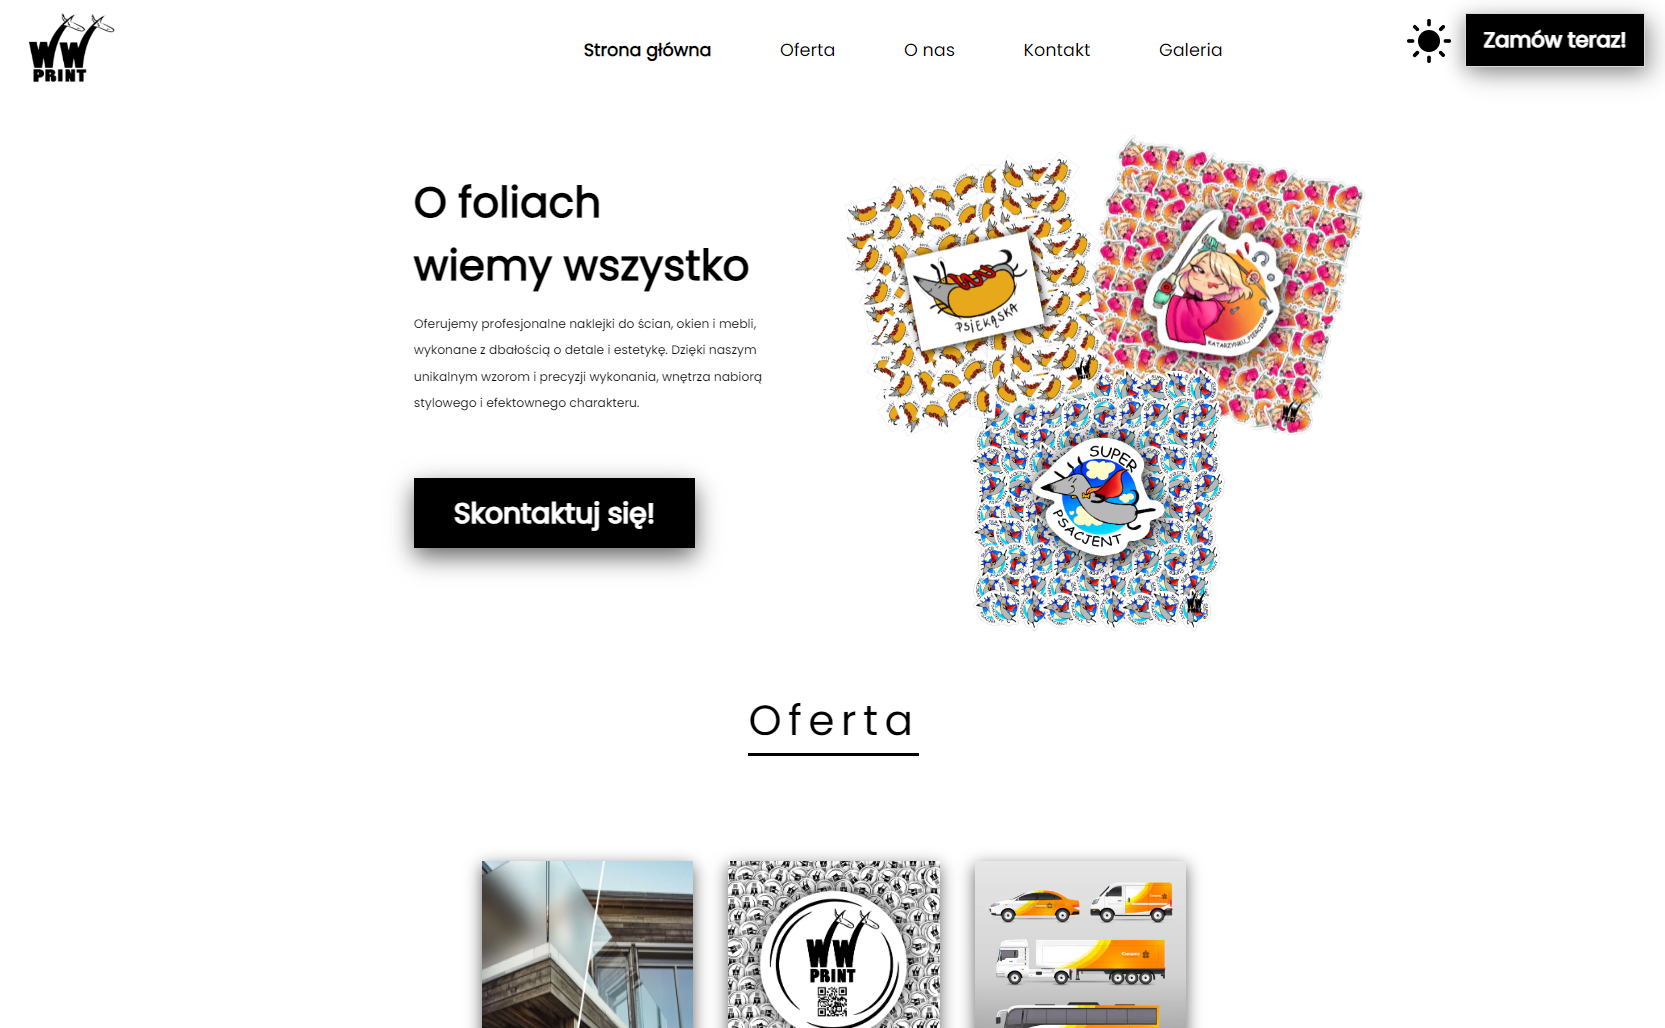 WW
PRINT
Strona główna
Oferta
O nas
Kontakt
Galeria
Zamów teraz!
O foliach
wiemy wszystko
Oferujemy profesjonalne naklejki do ścian, okien i mebli,
wykonane z dbałością o detale i estetykę. Dzięki naszym
unikalnym wzorom i precyzji wykonania, wnętrza nabiorą
stylowego i efektownego charakteru.
Skontaktuj się!
PSIEKĄSKA
SUPER
PSACJENT
Oferta
WW
PRINT